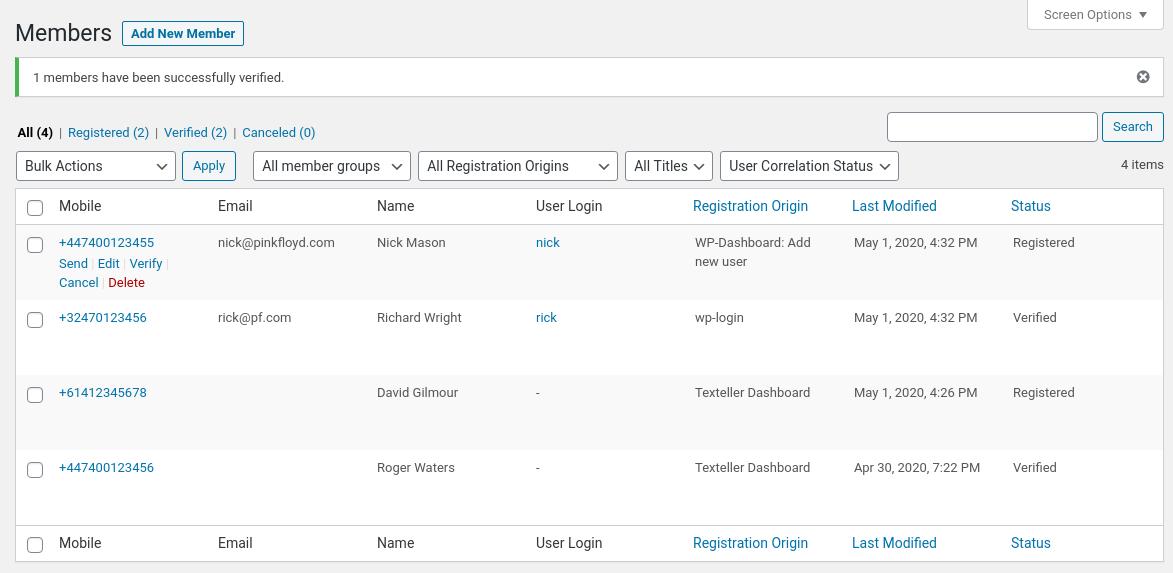 Screen Options
Members Add New Member
1 members have been successfully verified.
All (4) | Registered (2) | Verified (2) | Canceled (0)
Search
Bulk Actions Apply All member groups All Registration Origins All Titles User Correlation Status 4 items
Mobile Email Name User Login Registration Origin Last Modified Status
+447400123455 nick@pinkfloyd.com Nick Mason nick WP-Dashboard: Add May 1, 2020, 4:32 PM Registered
Send | Edit | Verify | new user
Cancel | Delete
+32470123456 rick@pf.com Richard Wright rick wp-login May 1, 2020, 4:32 PM Verified
+61412345678 David Gilmour - Texteller Dashboard May 1, 2020, 4:26 PM Registered
+447400123456 Roger Waters - Texteller Dashboard Apr 30, 2020, 7:22 PM Verified
Mobile Email Name User Login Registration Origin Last Modified Status